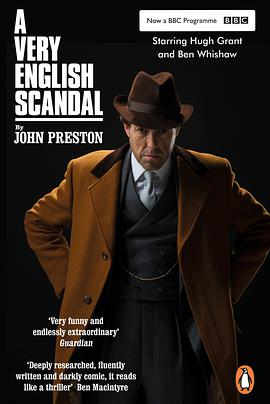 A
VERY
ENGLISH
SCANDAL
By
JOHN PRESTON
Now a BBC Programme BBC
Starring Hugh Grant
and Ben Whishaw
‘Very funny and
endlessly extraordinary’
Guardian
‘Deeply researched, fluently
written and darkly comic, it reads
like a thriller’ Ben Macintyre